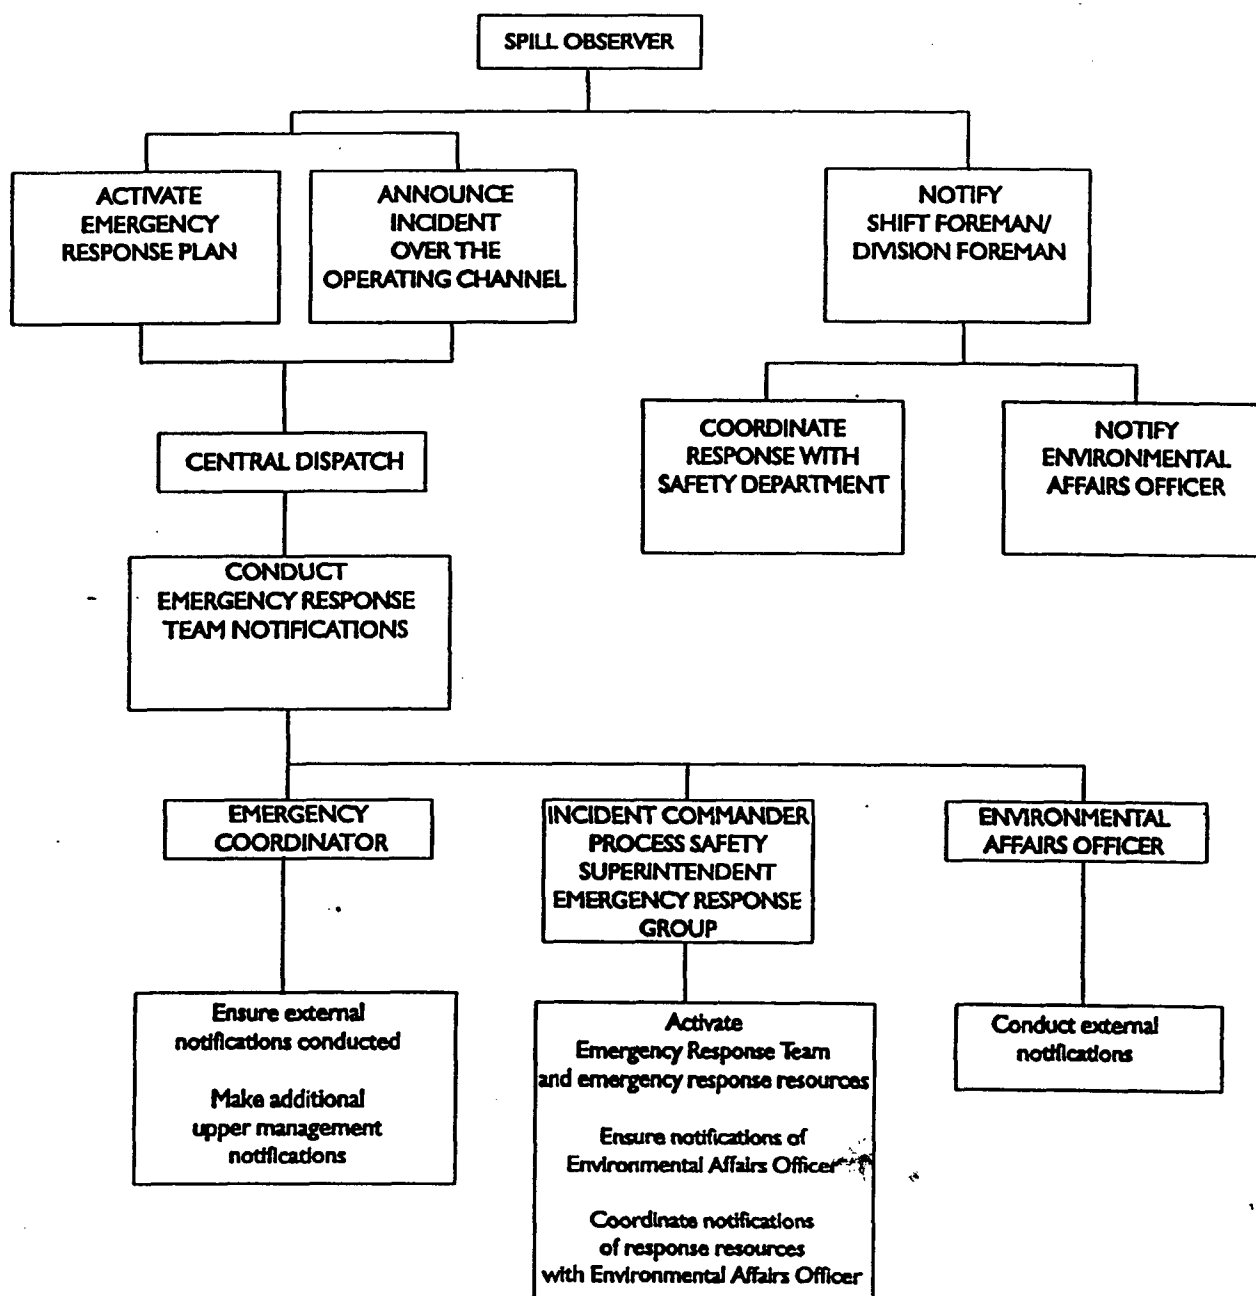 SPILL OBSERVER
ACTIVATE
EMERGENCY
RESPONSE PLAN
ANNOUNCE
INCIDENT
OVER THE
OPERATING CHANNEL
NOTIFY
SHIFT FOREMAN/
DIVISION FOREMAN
COORDINATE
RESPONSE WITH
SAFETY DEPARTMENT
NOTIFY
ENVIRONMENTAL
AFFAIRS OFFICER
CENTRAL DISPATCH
CONDUCT
EMERGENCY RESPONSE
TEAM NOTIFICATIONS
EMERGENCY
COORDINATOR
INCIDENT COMMANDER
PROCESS SAFETY
SUPERINTENDENT
EMERGENCY RESPONSE
GROUP
ENVIRONMENTAL
AFFAIRS OFFICER
Ensure external
notifications conducted
Make additional
upper management
notifications
Activate
Emergency Response Team
and emergency response resources
Ensure notifications of
Environmental Affairs Officer
Coordinate notifications
of response resources
with Environmental Affairs Officer
Conduct external
notifications